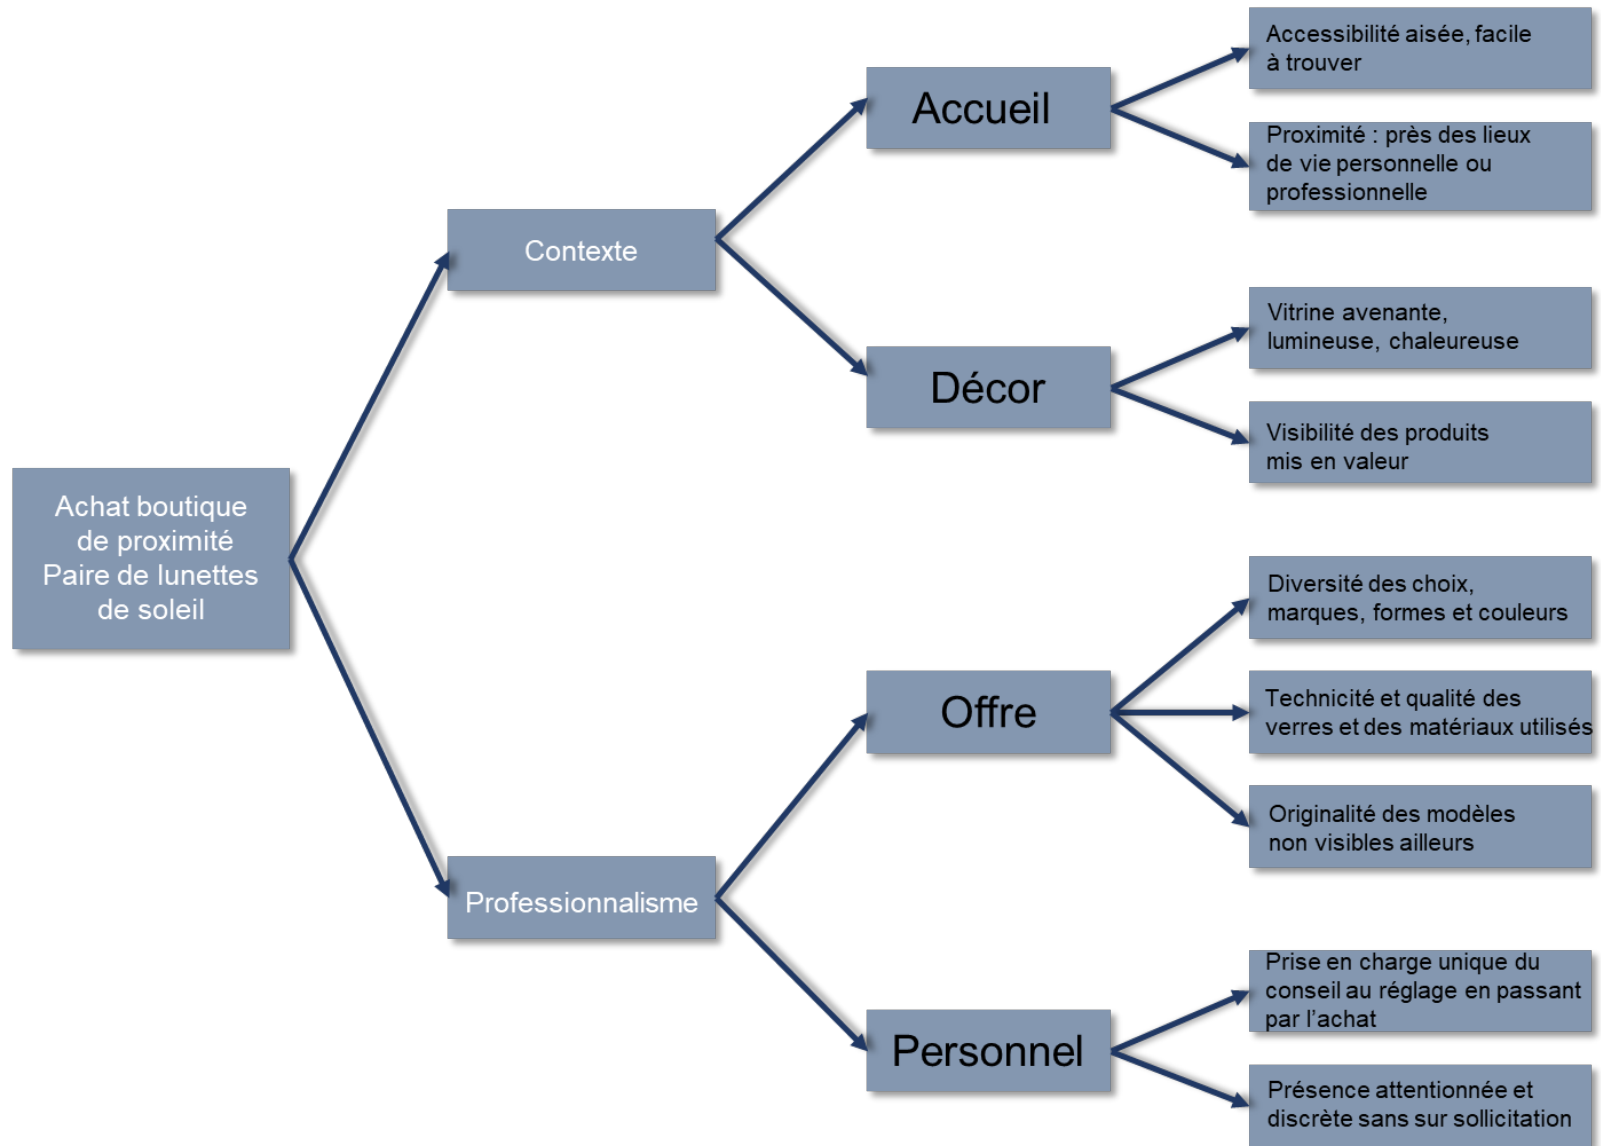 Achat boutique
de proximité
Paire de lunettes
de soleil
Contexte
Professionnalisme
Accueil
Décor
Offre
Personnel
Accessibilité aisée, facile
à trouver
Proximité : près des lieux
de vie personnelle ou
professionnelle
Vitrine avenante,
lumineuse, chaleureuse
Visibilité des produits
mis en valeur
Diversité des choix,
marques, formes et couleurs
Technicité et qualité des
verres et des matériaux utilisés
Originalité des modèles
non visibles ailleurs
Prise en charge unique du
conseil au réglage en passant
par l’achat
Présence attentionnée et
discrète sans sur sollicitation